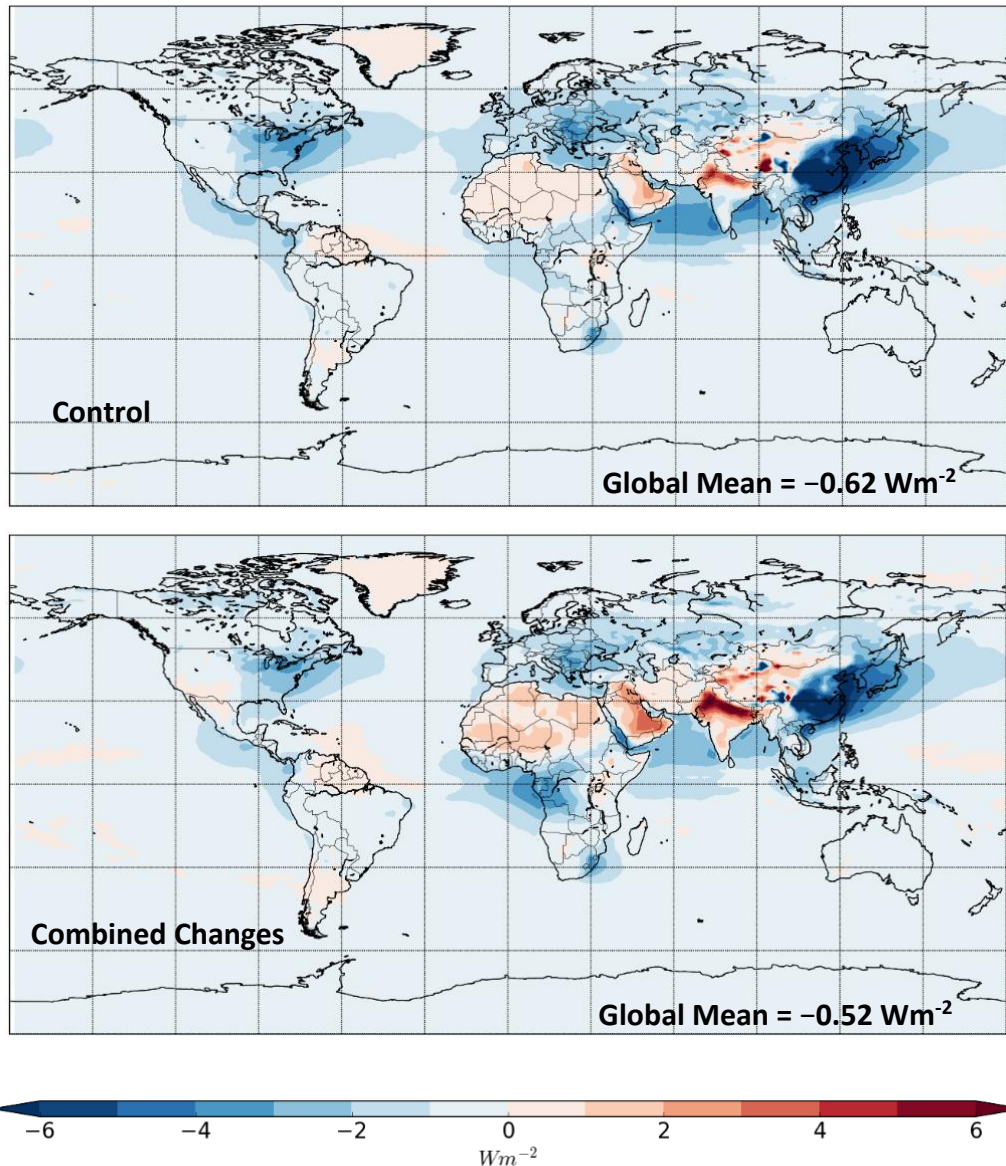 Control
Global Mean = −0.62 Wm⁻²
Combined Changes
Global Mean = −0.52 Wm⁻²
−6 −4 −2 0 2 4 6
Wm⁻²